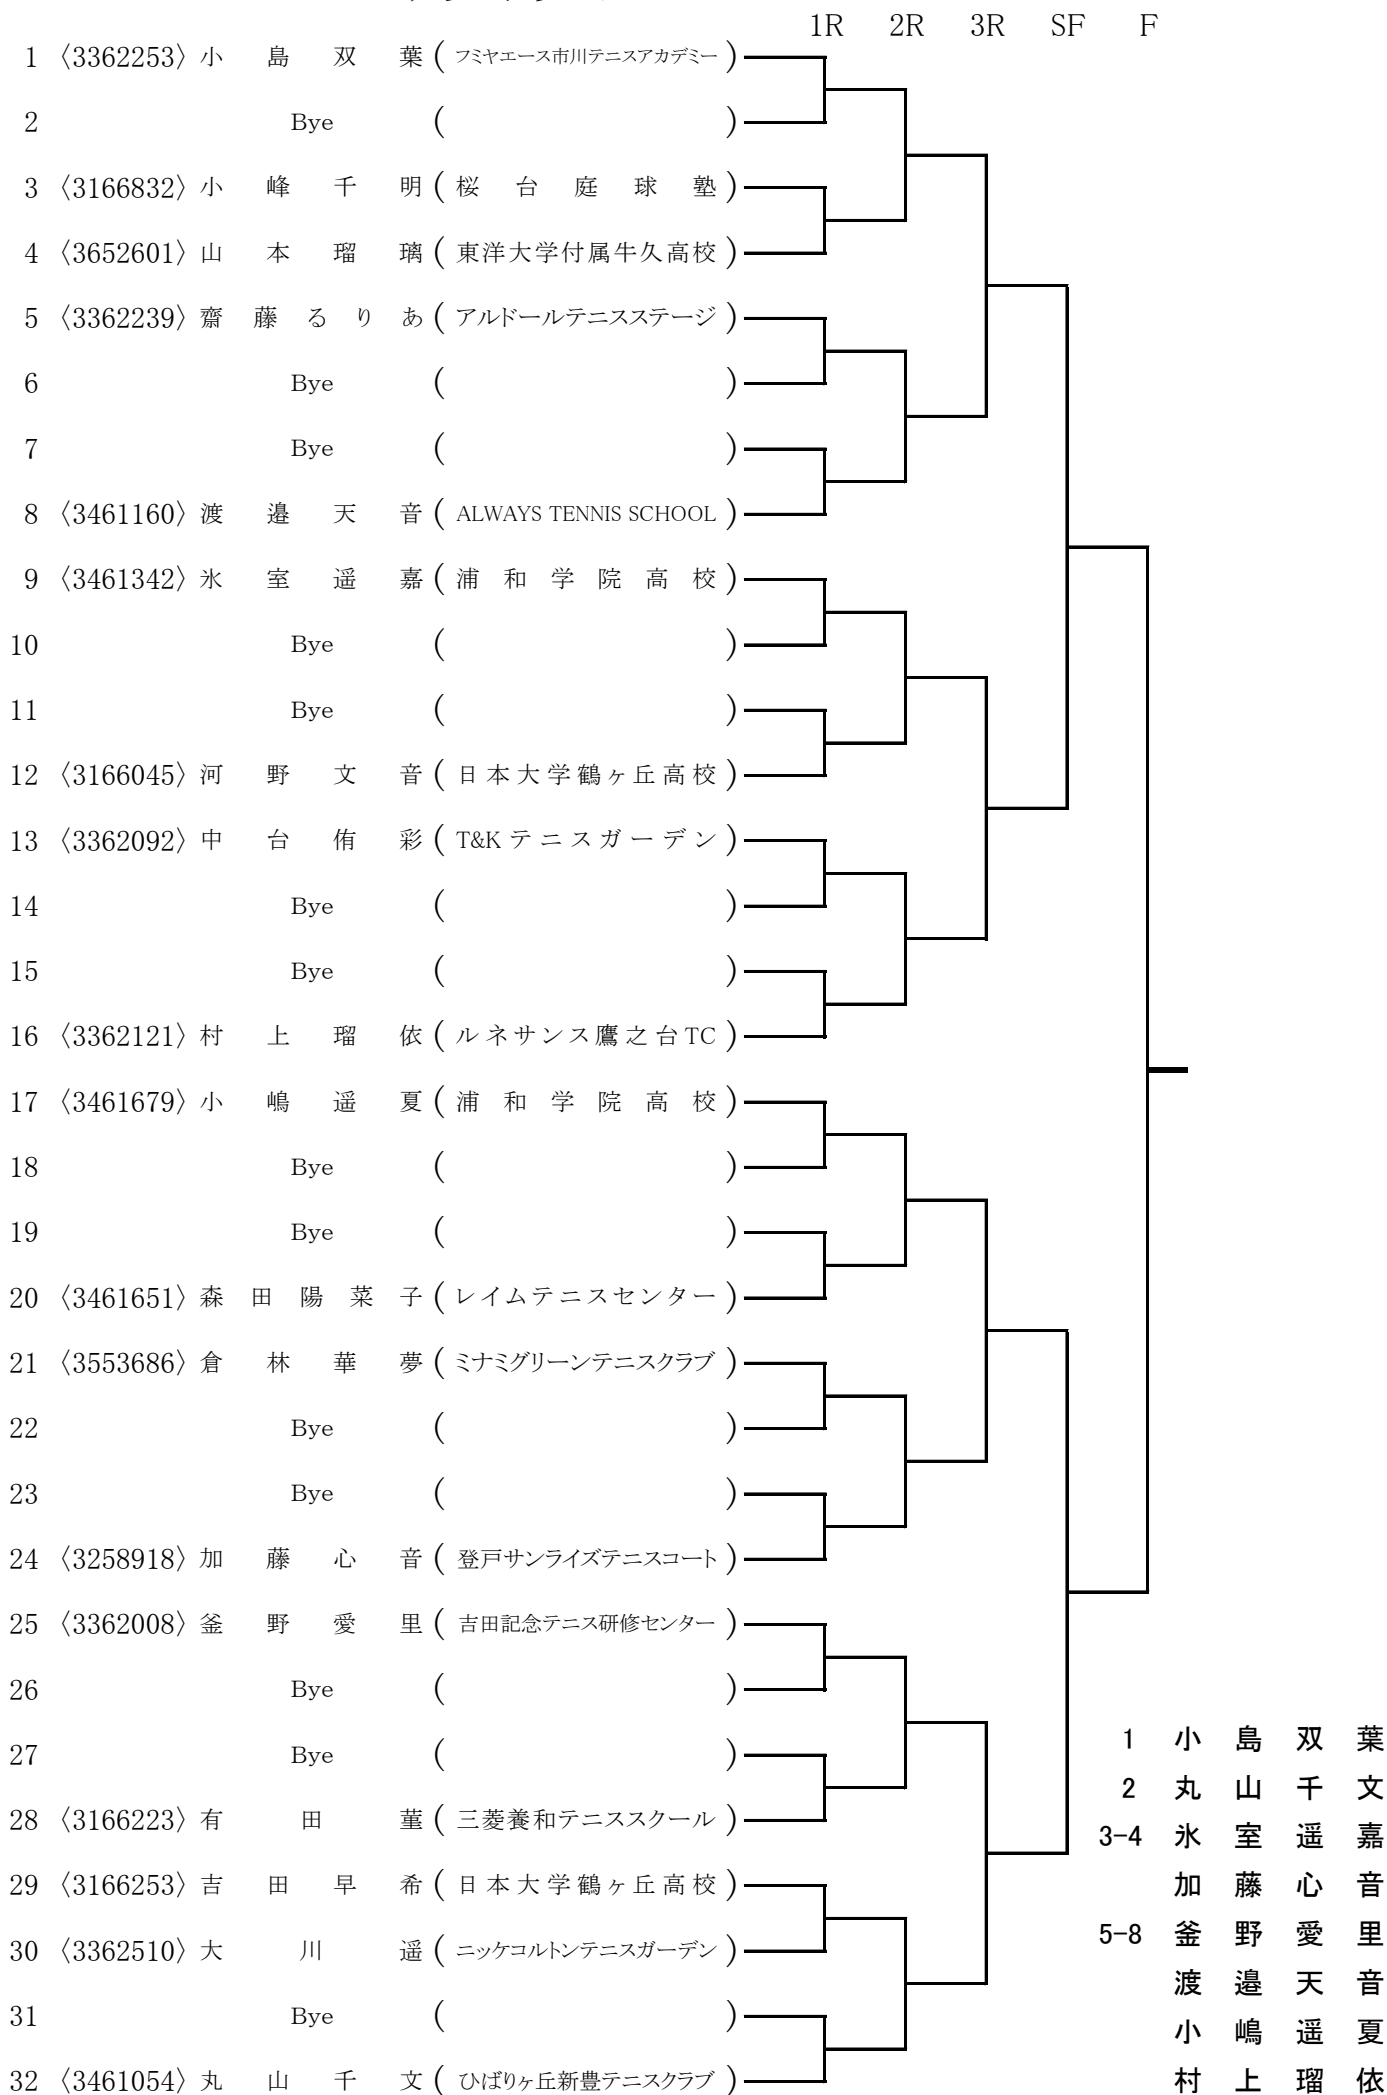 1R 2R 3R SF F
1 〈3362253〉 小島双葉 ( フミヤエース市川テニスアカデミー )
2 Bye ( )
3 〈3166832〉 小峰千明 ( 桜台庭球塾 )
4 〈3652601〉 山本瑠璃 ( 東洋大学付属牛久高校 )
5 〈3362239〉 齋藤るりあ ( アルドールテニスステージ )
6 Bye ( )
7 Bye ( )
8 〈3461160〉 渡邉天音 ( ALWAYS TENNIS SCHOOL )
9 〈3461342〉 氷室遥嘉 ( 浦和学院高校 )
10 Bye ( )
11 Bye ( )
12 〈3166045〉 河野文音 ( 日本大学鶴ヶ丘高校 )
13 〈3362092〉 中台侑彩 ( T&Kテニスガーデン )
14 Bye ( )
15 Bye ( )
16 〈3362121〉 村上瑠依 ( ルネサンス鷹之台TC )
17 〈3461679〉 小嶋遥夏 ( 浦和学院高校 )
18 Bye ( )
19 Bye ( )
20 〈3461651〉 森田陽菜子 ( レイムテニスセンター )
21 〈3553686〉 倉林華夢 ( ミナミグリーンテニスクラブ )
22 Bye ( )
23 Bye ( )
24 〈3258918〉 加藤心音 ( 登戸サンライズテニスコート )
25 〈3362008〉 釜野愛里 ( 吉田記念テニス研修センター )
26 Bye ( )
27 Bye ( )
28 〈3166223〉 有田菫 ( 三菱養和テニススクール )
29 〈3166253〉 吉田早希 ( 日本大学鶴ヶ丘高校 )
30 〈3362510〉 大川遥 ( ニッケコルトンテニスガーデン )
31 Bye ( )
32 〈3461054〉 丸山千文 ( ひばりヶ丘新豊テニスクラブ )
1 小島双葉
2 丸山千文
3-4 氷室遥嘉
加藤心音
5-8 釜野愛里
渡邉天音
小嶋遥夏
村上瑠依